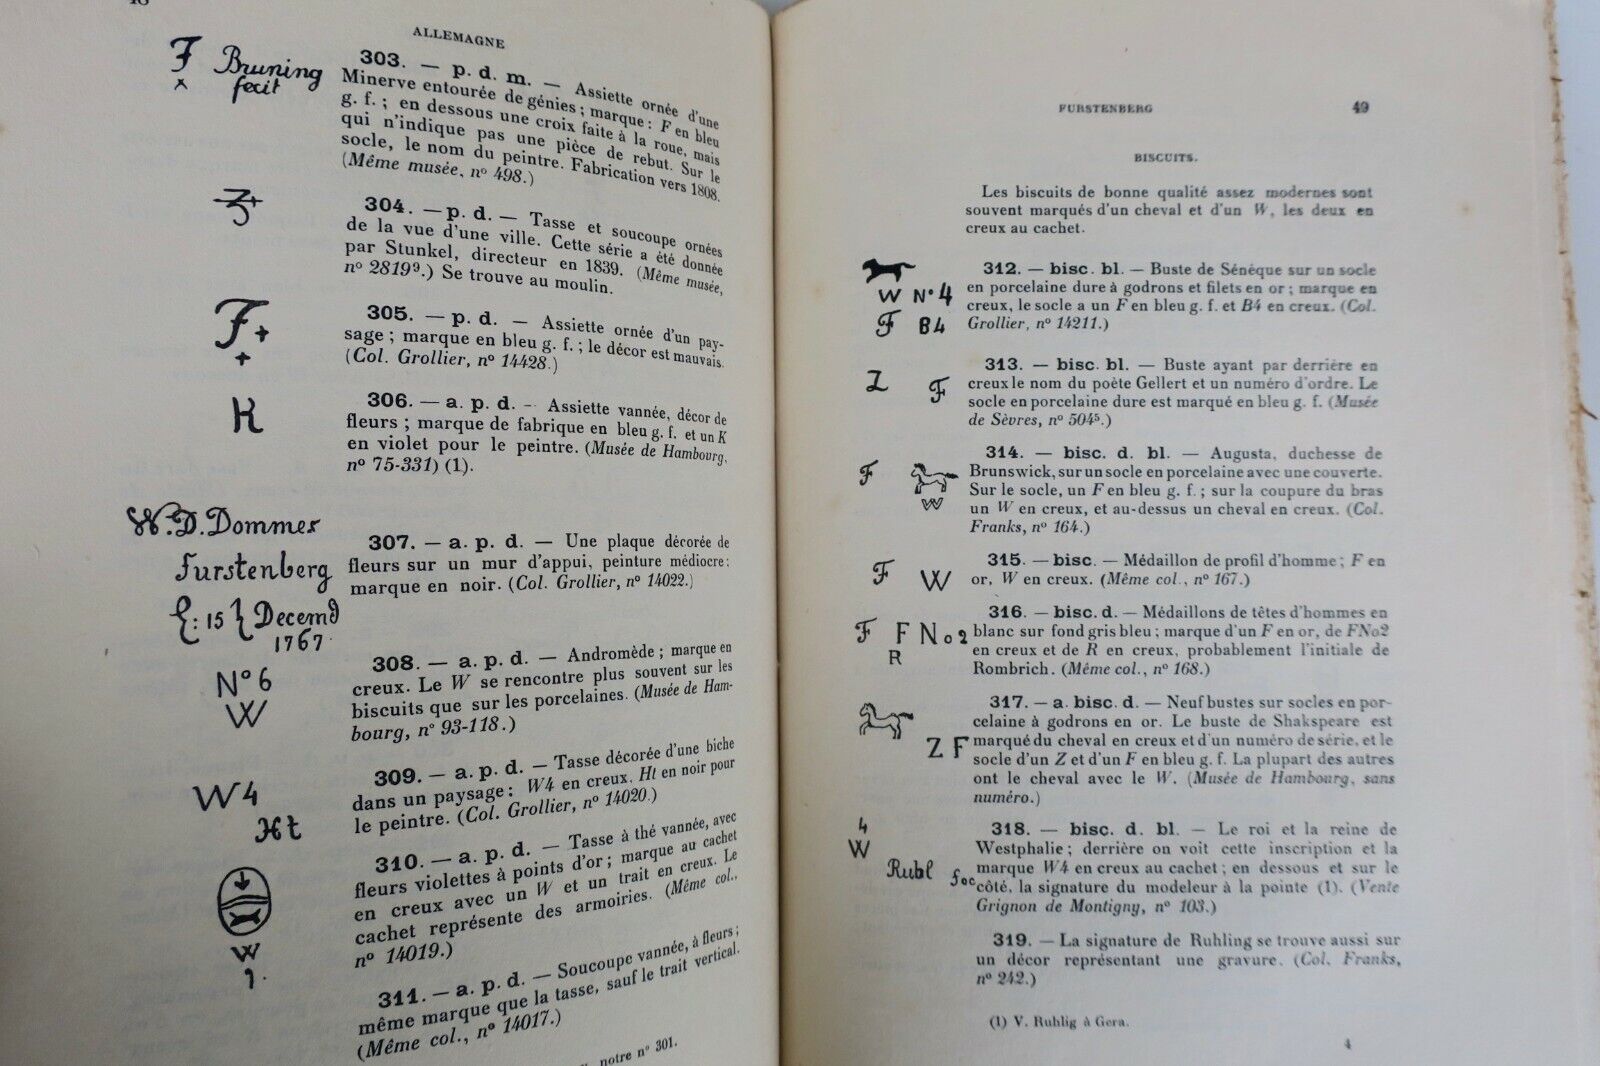 ALLEMAGNE
F Bruning
x fecit
303. — p. d. m. — Assiette ornée d'une
Minerve entourée de génies ; marque : F en bleu
g. f. ; en dessous une croix faite à la roue, mais
qui n'indique pas une pièce de rebut. Sur le
socle, le nom du peintre. Fabrication vers 1808.
(Même musée, nº 498.)
304. — p. d. — Tasse et soucoupe ornées
de la vue d'une ville. Cette série a été donnée
par Stunkel, directeur en 1839. (Même musée,
nº 2819⁹.) Se trouve au moulin.
F+
+
305. — p. d. — Assiette ornée d'un pay-
sage ; marque en bleu g. f. ; le décor est mauvais.
(Col. Grollier, nº 14428.)
K
306. — a. p. d. — Assiette vannée, décor de
fleurs ; marque de fabrique en bleu g. f. et un K
en violet pour le peintre. (Musée de Hambourg,
nº 75-331) (1).
W.D. Dommes
Furstenberg
15 Decemd
1767.
307. — a. p. d. — Une plaque décorée de
fleurs sur un mur d'appui, peinture médiocre ;
marque en noir. (Col. Grollier, nº 14022.)
Nº 6
W
308. — a. p. d. — Andromède ; marque en
creux. Le W se rencontre plus souvent sur les
biscuits que sur les porcelaines. (Musée de Ham-
bourg, nº 93-118.)
W4
Ht
309. — a. p. d. — Tasse décorée d'une biche
dans un paysage : W4 en creux. Ht en noir pour
le peintre. (Col. Grollier, nº 14020.)
W
310. — a. p. d. — Tasse à thé vannée, avec
fleurs violettes à points d'or ; marque au cachet
en creux avec un W et un trait en creux. Le
cachet représente des armoiries. (Même col.,
nº 14019.)
311. — a. p. d. — Soucoupe vannée, à fleurs ;
même marque que la tasse, sauf le trait vertical.
(Même col., nº 14017.)
notre nº 301.
FURSTENBERG 49
BISCUITS.
Les biscuits de bonne qualité assez modernes sont
souvent marqués d'un cheval et d'un W, les deux en
creux au cachet.
W Nº 4
F B4
312. — bisc. bl. — Buste de Sénèque sur un socle
en porcelaine dure à godrons et filets en or ; marque en
creux, le socle a un F en bleu g. f. et B4 en creux. (Col.
Grollier, nº 14211.)
Z F
313. — bisc. bl. — Buste ayant par derrière en
creux le nom du poète Gellert et un numéro d'ordre. Le
socle en porcelaine dure est marqué en bleu g. f. (Musée
de Sèvres, nº 504⁵.)
F
W
314. — bisc. d. bl. — Augusta, duchesse de
Brunswick, sur un socle en porcelaine avec une couverte.
Sur le socle, un F en bleu g. f. ; sur la coupure du bras
un W en creux, et au-dessus un cheval en creux. (Col.
Franks, nº 164.)
F W
315. — bisc. — Médaillon de profil d'homme ; F en
or, W en creux. (Même col., nº 167.)
F F No2
R
316. — bisc. d. — Médaillons de têtes d'hommes en
blanc sur fond gris bleu ; marque d'un F en or, de FNo2
en creux et de R en creux, probablement l'initiale de
Rombrich. (Même col., nº 168.)
Z F
317. — a. bisc. d. — Neuf bustes sur socles en por-
celaine à godrons en or. Le buste de Shakspeare est
marqué du cheval en creux et d'un numéro de série, et le
socle d'un Z et d'un F en bleu g. f. La plupart des autres
ont le cheval avec le W. (Musée de Hambourg, sans
numéro.)
4
W
Rubl fec
318. — bisc. d. bl. — Le roi et la reine de
Westphalie ; derrière on voit cette inscription et la
marque W4 en creux au cachet ; en dessous et sur le
côté, la signature du modeleur à la pointe (1). (Vente
Grignon de Montigny, nº 103.)
319. — La signature de Ruhling se trouve aussi sur
un décor représentant une gravure. (Col. Franks,
nº 242.)
(1) V. Ruhlig à Gera.
4